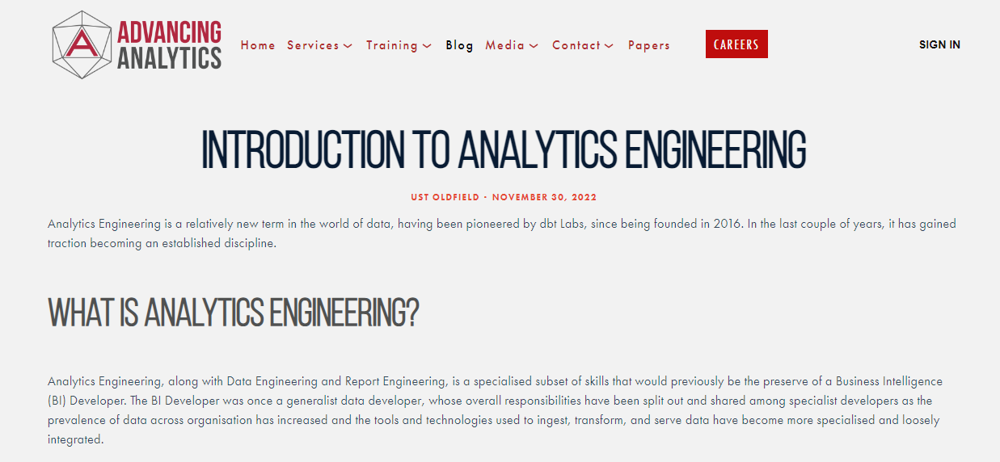 ADVANCING
ANALYTICS
Home Services Training Blog Media Contact Papers CAREERS SIGN IN
INTRODUCTION TO ANALYTICS ENGINEERING
UST OLDFIELD · NOVEMBER 30, 2022
Analytics Engineering is a relatively new term in the world of data, having been pioneered by dbt Labs, since being founded in 2016. In the last couple of years, it has gained
traction becoming an established discipline.
WHAT IS ANALYTICS ENGINEERING?
Analytics Engineering, along with Data Engineering and Report Engineering, is a specialised subset of skills that would previously be the preserve of a Business Intelligence
(BI) Developer. The BI Developer was once a generalist data developer, whose overall responsibilities have been split out and shared among specialist developers as the
prevalence of data across organisation has increased and the tools and technologies used to ingest, transform, and serve data have become more specialised and loosely
integrated.